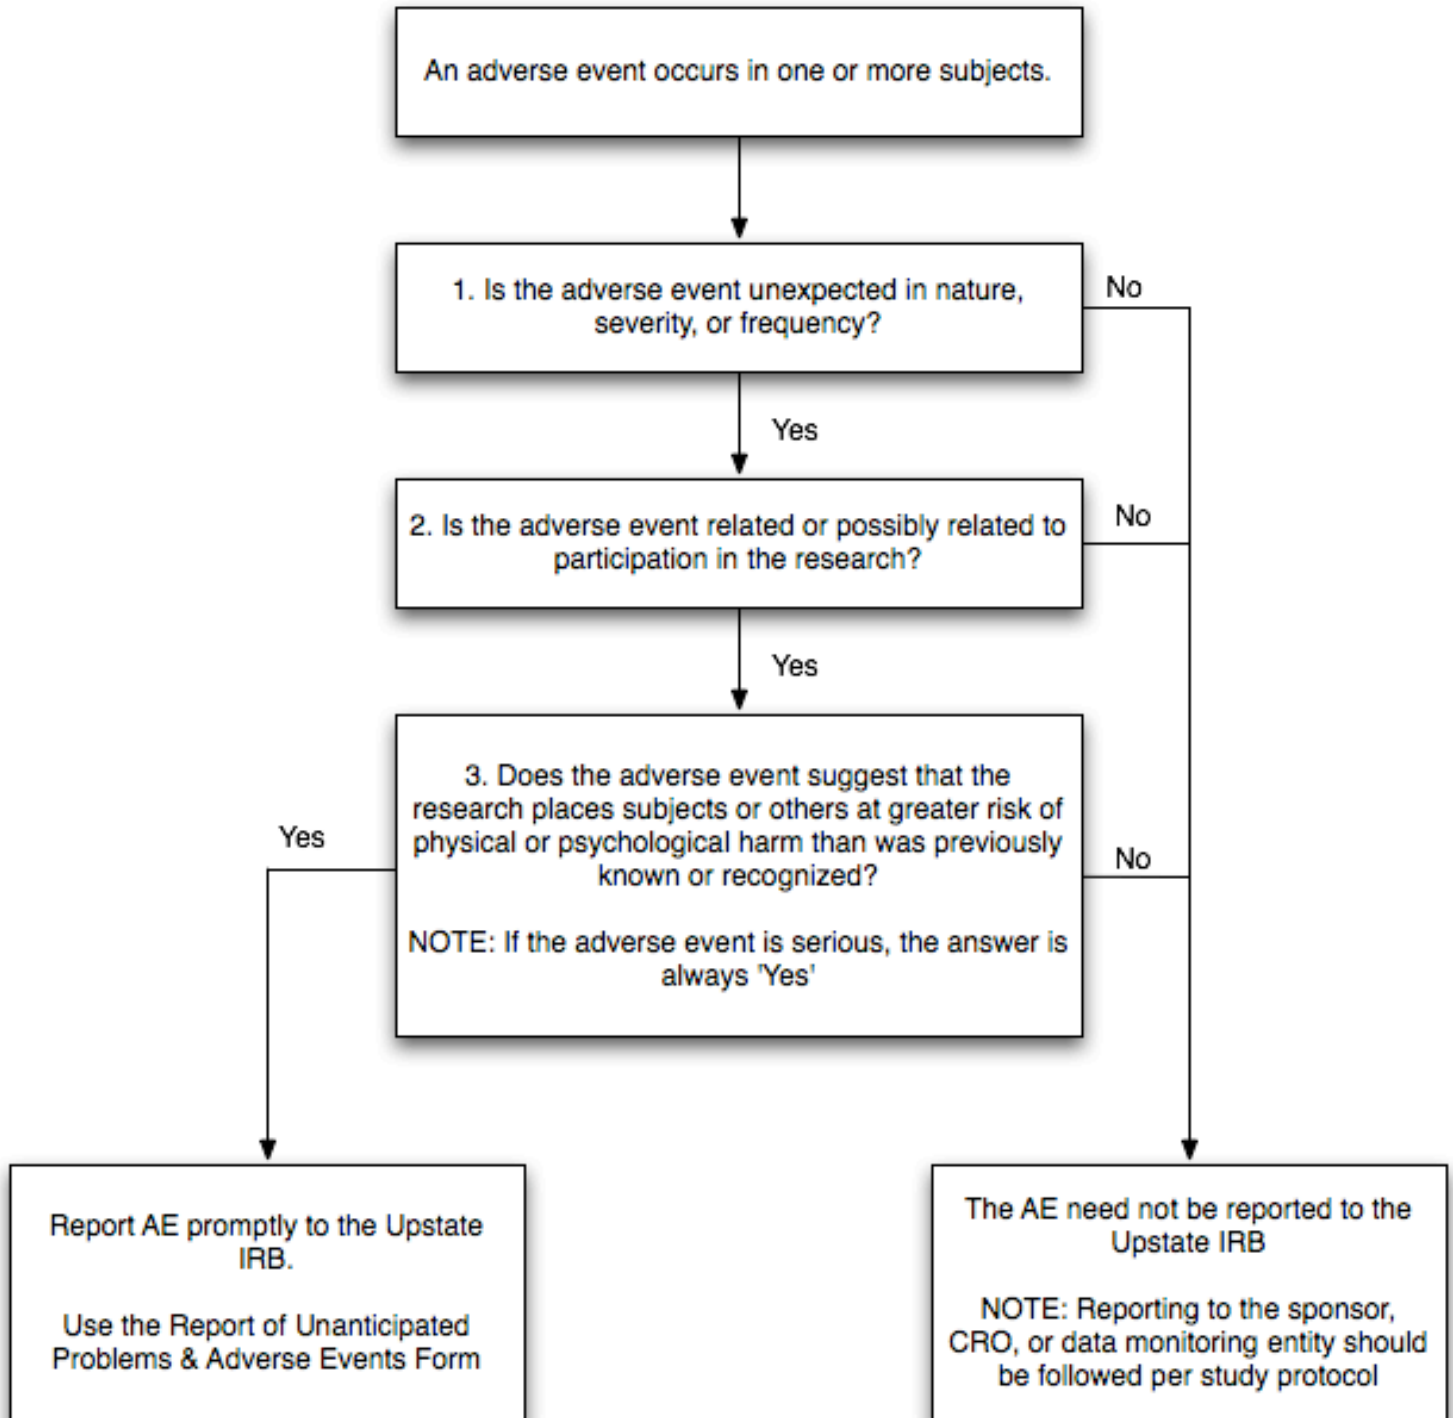 An adverse event occurs in one or more subjects.
1. Is the adverse event unexpected in nature,
severity, or frequency?
No
Yes
2. Is the adverse event related or possibly related to
participation in the research?
No
Yes
3. Does the adverse event suggest that the
research places subjects or others at greater risk of
physical or psychological harm than was previously
known or recognized?
NOTE: If the adverse event is serious, the answer is
always 'Yes'
Yes
No
Report AE promptly to the Upstate
IRB.
Use the Report of Unanticipated
Problems & Adverse Events Form
The AE need not be reported to the
Upstate IRB
NOTE: Reporting to the sponsor,
CRO, or data monitoring entity should
be followed per study protocol